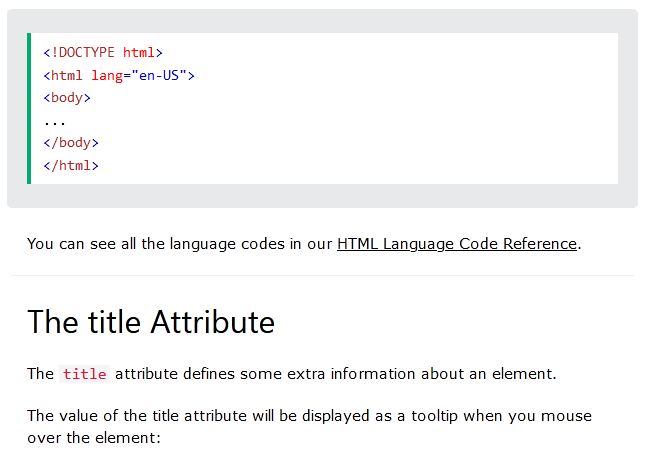 <!DOCTYPE html>
<html lang="en-US">
<body>
...
</body>
</html>
You can see all the language codes in our HTML Language Code Reference.
The title Attribute
The title attribute defines some extra information about an element.
The value of the title attribute will be displayed as a tooltip when you mouse
over the element: